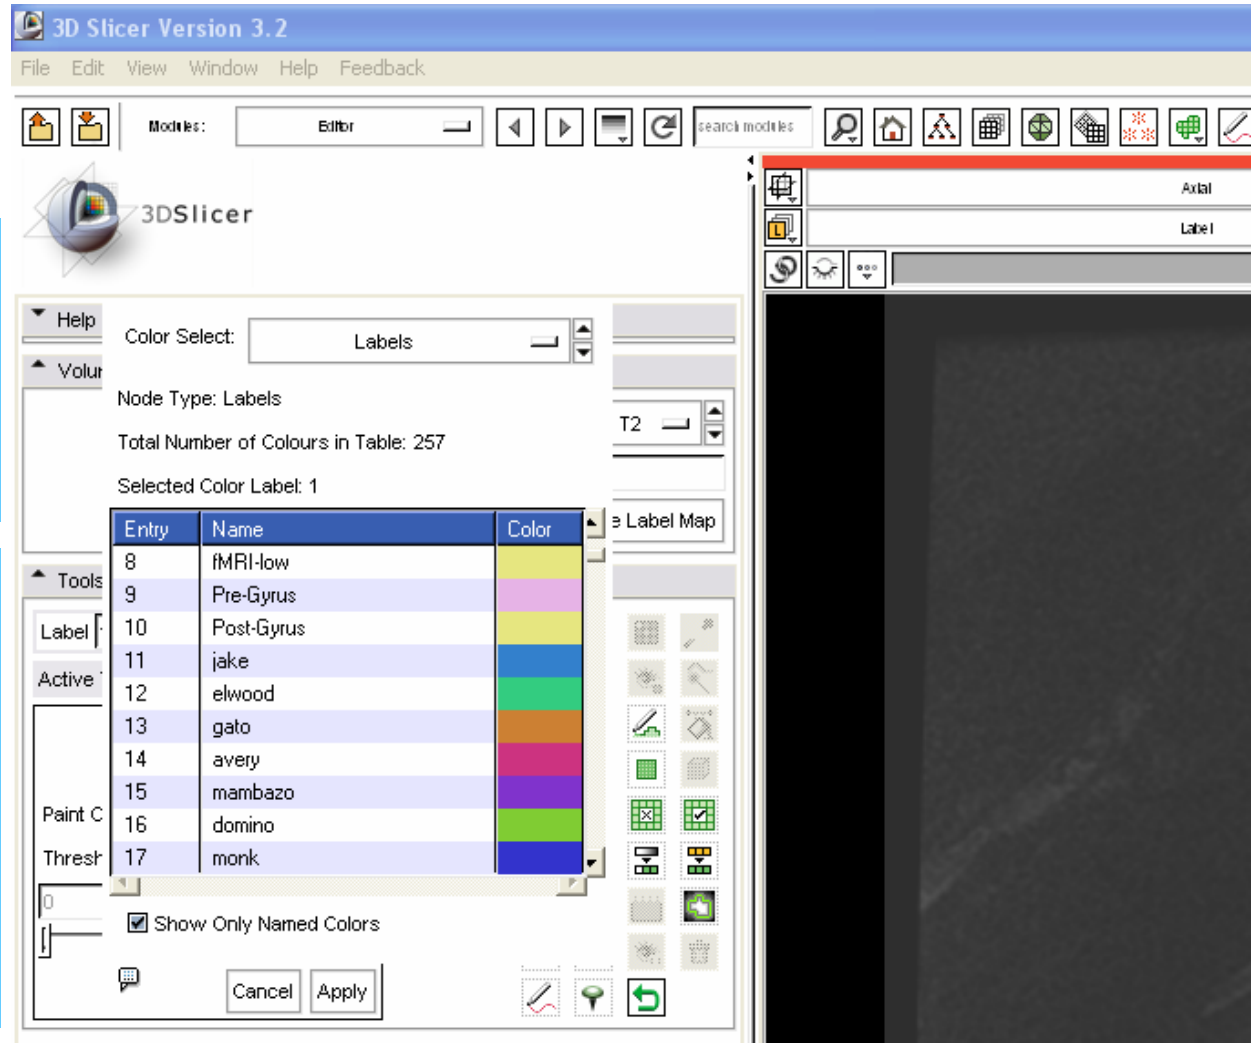 3D Slicer Version 3.2
File Edit View Window Help Feedback
Modules: Editor search modules
3DSlicer
Axial
Label
Help
Color Select: Labels
Volu
Node Type: Labels
T2
Total Number of Colours in Table: 257
Selected Color Label: 1
Entry Name Color
e Label Map
8 fMRI-low
Tools
9 Pre-Gyrus
Label
10 Post-Gyrus
11 jake
Active
12 elwood
13 gato
14 avery
15 mambazo
Paint C
16 domino
Thresh
17 monk
0
Show Only Named Colors
Cancel Apply